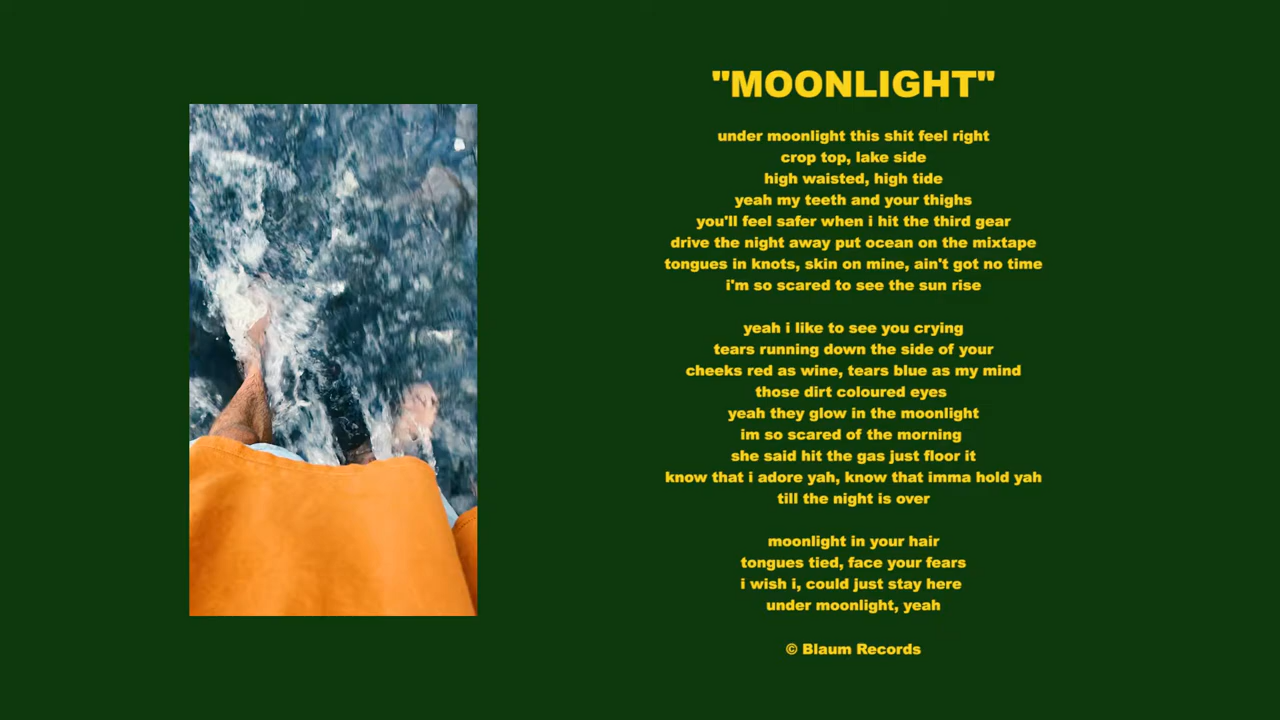 "MOONLIGHT"
under moonlight this shit feel right
crop top, lake side
high waisted, high tide
yeah my teeth and your thighs
you'll feel safer when i hit the third gear
drive the night away put ocean on the mixtape
tongues in knots, skin on mine, ain't got no time
i'm so scared to see the sun rise
yeah i like to see you crying
tears running down the side of your
cheeks red as wine, tears blue as my mind
those dirt coloured eyes
yeah they glow in the moonlight
im so scared of the morning
she said hit the gas just floor it
know that i adore yah, know that imma hold yah
till the night is over
moonlight in your hair
tongues tied, face your fears
i wish i, could just stay here
under moonlight, yeah
© Blaum Records